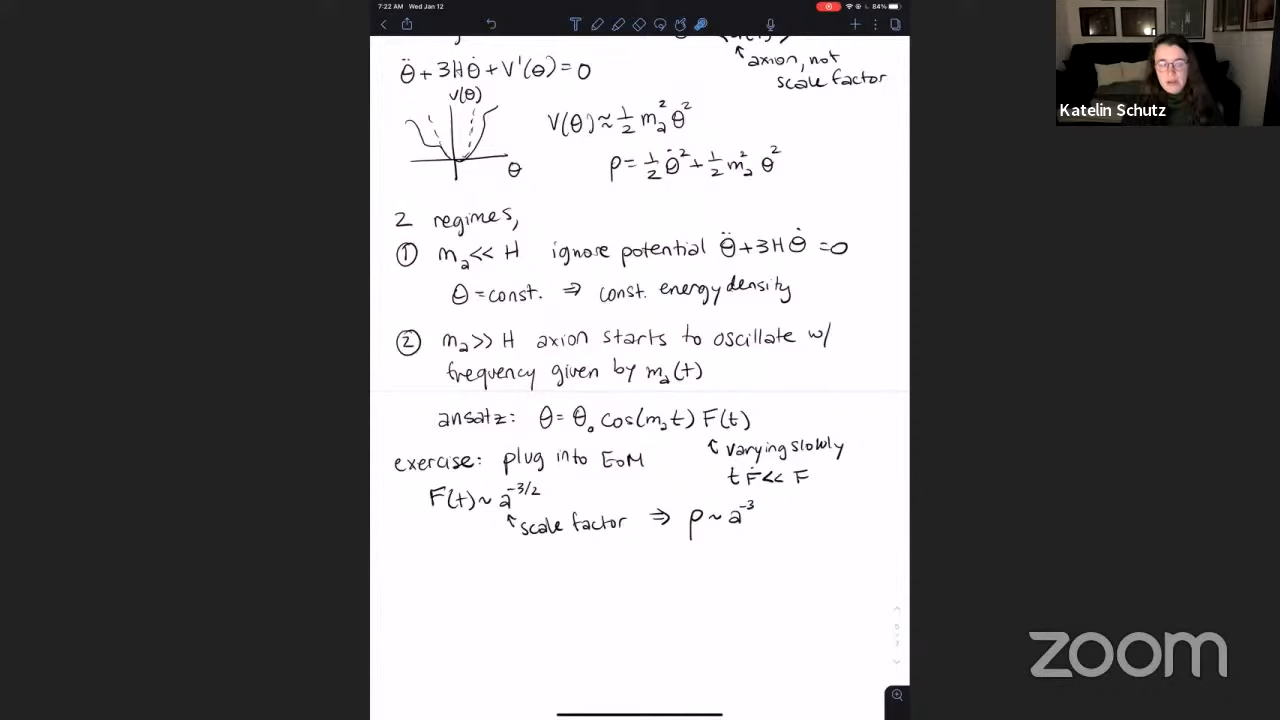 7:22 AM Wed Jan 12
84%
T
↑ axion, not
scale factor
θ̈ + 3Hθ̇ + V'(θ) = 0
V(θ)
θ
V(θ) ≈ 1/2 m_a² θ²
ρ = 1/2 θ̇² + 1/2 m_a² θ²
2 regimes,
① m_a << H ignore potential θ̈ + 3Hθ̇ = 0
θ = const. ⇒ const. energy density
② m_a >> H axion starts to oscillate w/
frequency given by m_a(t)
ansatz: θ = θ₀ cos(m_a t) F(t)
↑ varying slowly
t Ḟ << F
exercise: plug into EoM
F(t) ~ a^{-3/2}
↑ scale factor ⇒ ρ ~ a^{-3}
Katelin Schutz
zoom